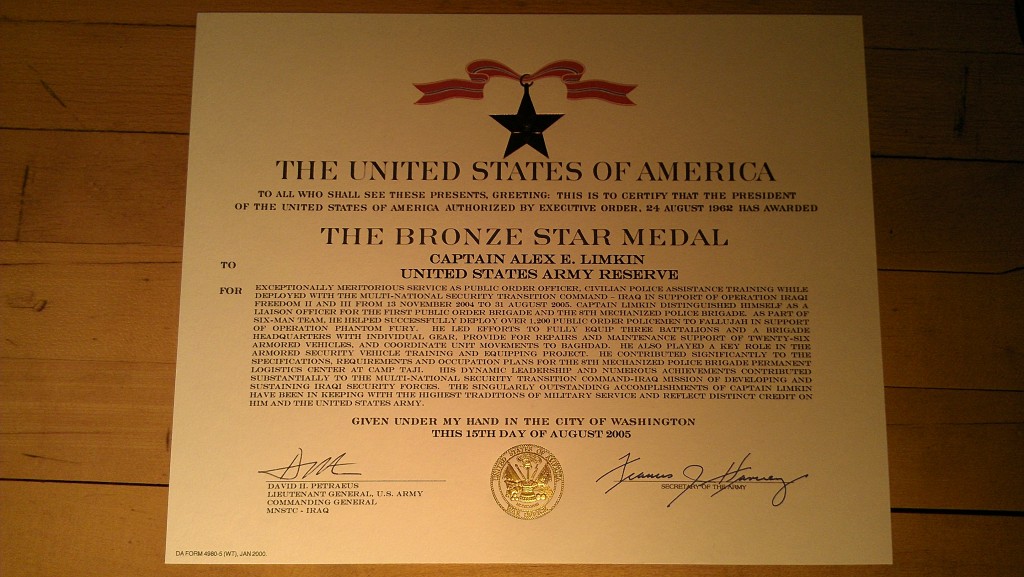 THE UNITED STATES OF AMERICA
TO ALL WHO SHALL SEE THESE PRESENTS, GREETING: THIS IS TO CERTIFY THAT THE PRESIDENT
OF THE UNITED STATES OF AMERICA AUTHORIZED BY EXECUTIVE ORDER, 24 AUGUST 1962 HAS AWARDED
THE BRONZE STAR MEDAL
TO CAPTAIN ALEX E. LIMKIN
UNITED STATES ARMY RESERVE
FOR EXCEPTIONALLY MERITORIOUS SERVICE AS PUBLIC ORDER OFFICER, CIVILIAN POLICE ASSISTANCE TRAINING WHILE
DEPLOYED WITH THE MULTI-NATIONAL SECURITY TRANSITION COMMAND - IRAQ IN SUPPORT OF OPERATION IRAQI
FREEDOM II AND III FROM 13 NOVEMBER 2004 TO 31 AUGUST 2005. CAPTAIN LIMKIN DISTINGUISHED HIMSELF AS A
LIAISON OFFICER FOR THE FIRST PUBLIC ORDER BRIGADE AND THE 8TH MECHANIZED POLICE BRIGADE. AS PART OF
SIX-MAN TEAM, HE HELPED SUCCESSFULLY DEPLOY OVER 1,200 PUBLIC ORDER POLICEMEN TO FALLUJAH IN SUPPORT
OF OPERATION PHANTOM FURY. HE LED EFFORTS TO FULLY EQUIP THREE BATTALIONS AND A BRIGADE
HEADQUARTERS WITH INDIVIDUAL GEAR, PROVIDE FOR REPAIRS AND MAINTENANCE SUPPORT OF TWENTY-SIX
ARMORED VEHICLES, AND COORDINATE UNIT MOVEMENTS TO BAGHDAD. HE ALSO PLAYED A KEY ROLE IN THE
ARMORED SECURITY VEHICLE TRAINING AND EQUIPPING PROJECT. HE CONTRIBUTED SIGNIFICANTLY TO THE
SPECIFICATIONS, REQUIREMENTS AND OCCUPATION PLANS FOR THE 8TH MECHANIZED POLICE BRIGADE PERMANENT
LOGISTICS CENTER AT CAMP TAJI. HIS DYNAMIC LEADERSHIP AND NUMEROUS ACHIEVEMENTS CONTRIBUTED
SUBSTANTIALLY TO THE MULTI-NATIONAL SECURITY TRANSITION COMMAND-IRAQ MISSION OF DEVELOPING AND
SUSTAINING IRAQI SECURITY FORCES. THE SINGULARLY OUTSTANDING ACCOMPLISHMENTS OF CAPTAIN LIMKIN
HAVE BEEN IN KEEPING WITH THE HIGHEST TRADITIONS OF MILITARY SERVICE AND REFLECT DISTINCT CREDIT ON
HIM AND THE UNITED STATES ARMY.
GIVEN UNDER MY HAND IN THE CITY OF WASHINGTON
THIS 15TH DAY OF AUGUST 2005
DAVID H. PETRAEUS
LIEUTENANT GENERAL, U.S. ARMY
COMMANDING GENERAL
MNSTC - IRAQ
Francis J. Harvey
SECRETARY OF THE ARMY
DA FORM 4980-5 (WT), JAN 2000.